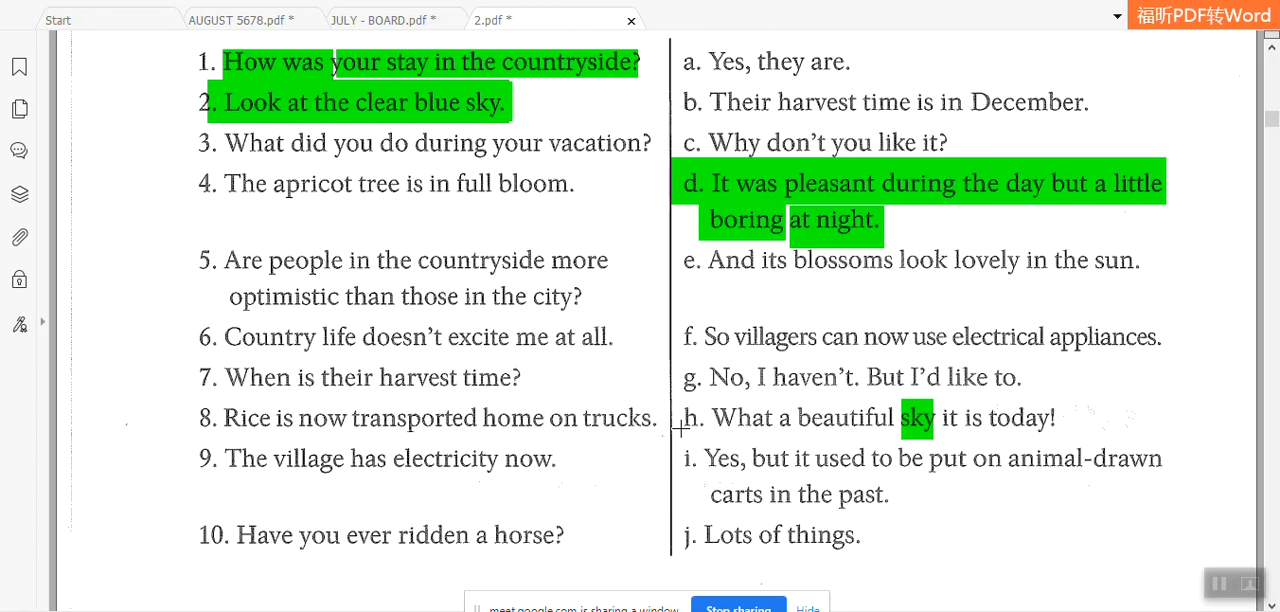 Start
AUGUST 5678.pdf *
JULY - BOARD.pdf *
2.pdf *
福昕PDF转Word
1. How was your stay in the countryside?
2. Look at the clear blue sky.
3. What did you do during your vacation?
4. The apricot tree is in full bloom.
5. Are people in the countryside more
optimistic than those in the city?
6. Country life doesn't excite me at all.
7. When is their harvest time?
8. Rice is now transported home on trucks.
9. The village has electricity now.
10. Have you ever ridden a horse?
a. Yes, they are.
b. Their harvest time is in December.
c. Why don't you like it?
d. It was pleasant during the day but a little
boring at night.
e. And its blossoms look lovely in the sun.
f. So villagers can now use electrical appliances.
g. No, I haven't. But I'd like to.
h. What a beautiful sky it is today!
i. Yes, but it used to be put on animal-drawn
carts in the past.
j. Lots of things.
meet.google.com is sharing a window.
Stop sharing
Hide